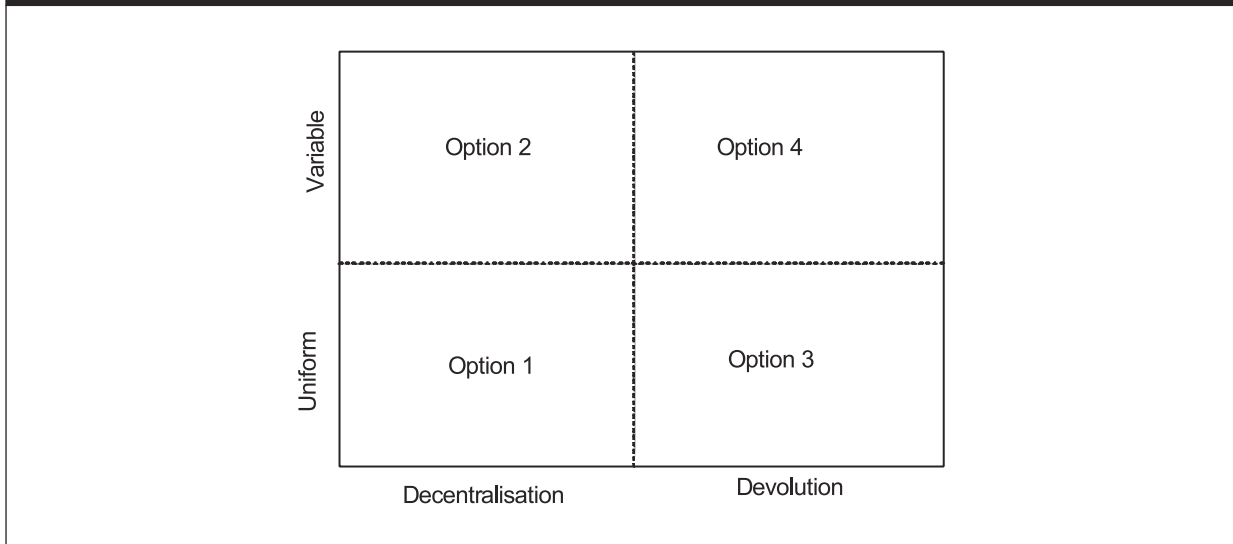 Variable
Option 2
Option 4
Uniform
Option 1
Option 3
Decentralisation
Devolution